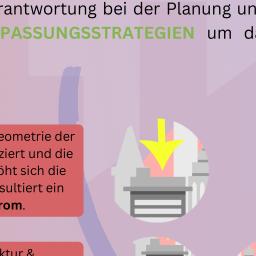 rantwortung bei der Planung un
PASSUNGSSTRATEGIEN um d
eometrie der
ziert und die
öht sich die
sultiert ein
rom.
ktur &